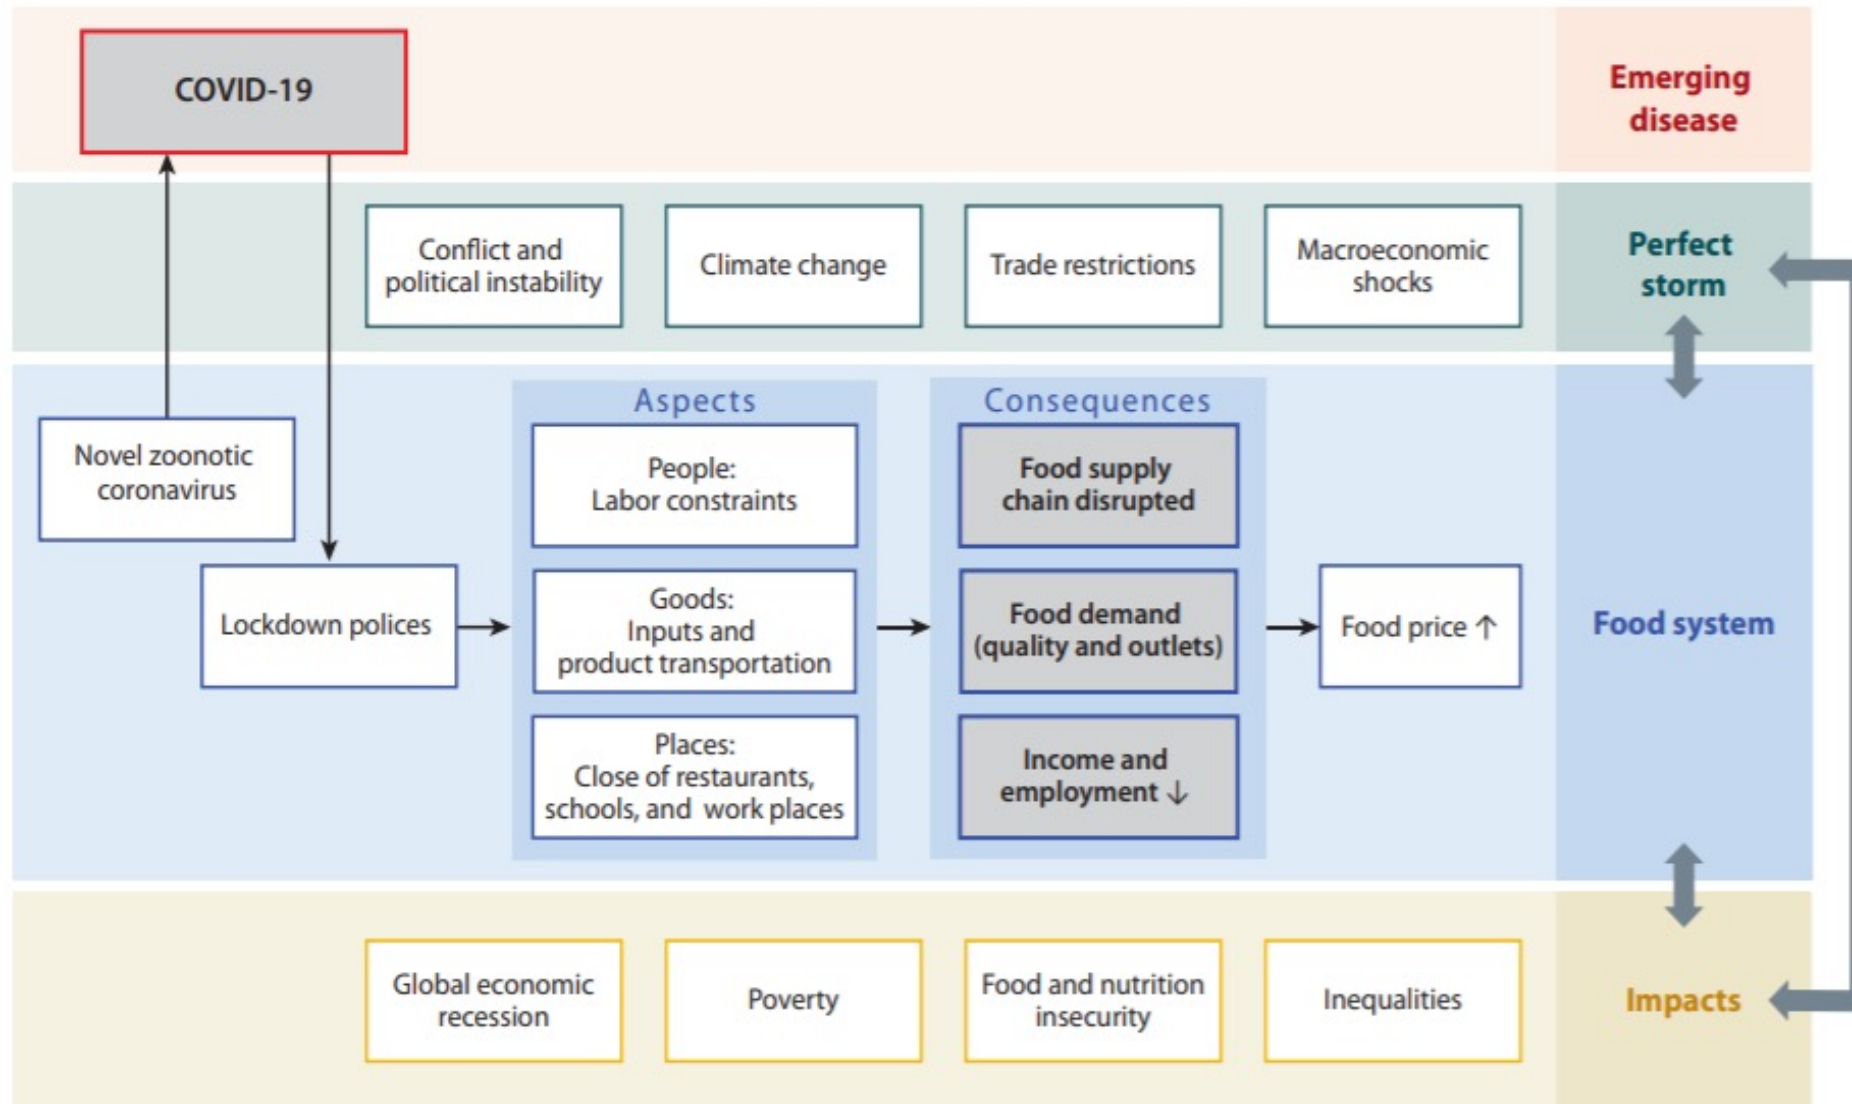 COVID-19
Emerging
disease
Conflict and
political instability
Climate change
Trade restrictions
Macroeconomic
shocks
Perfect
storm
Novel zoonotic
coronavirus
Lockdown polices
Aspects
People:
Labor constraints
Goods:
Inputs and
product transportation
Places:
Close of restaurants,
schools, and work places
Consequences
Food supply
chain disrupted
Food demand
(quality and outlets)
Income and
employment ↓
Food price ↑
Food system
Global economic
recession
Poverty
Food and nutrition
insecurity
Inequalities
Impacts